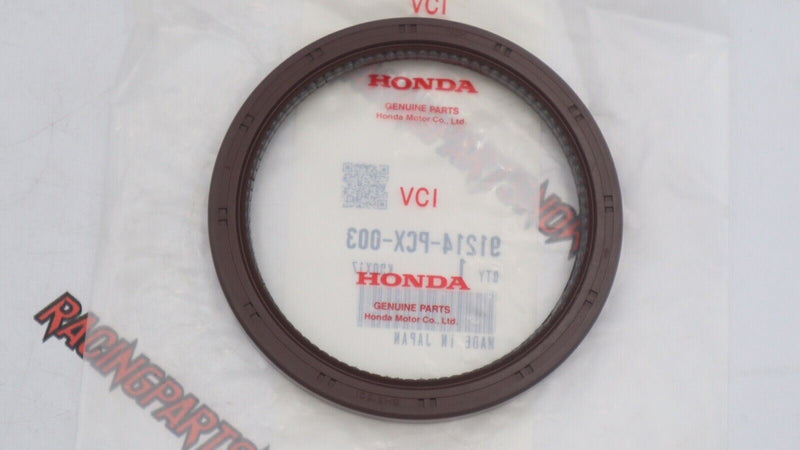 VCI
HONDA
GENUINE PARTS
Honda Motor Co., Ltd.
VCI
91214-PCX-003
QTY 1
HONDA
GENUINE PARTS
Honda Motor Co., Ltd.
MADE IN JAPAN
RACINGPARTS